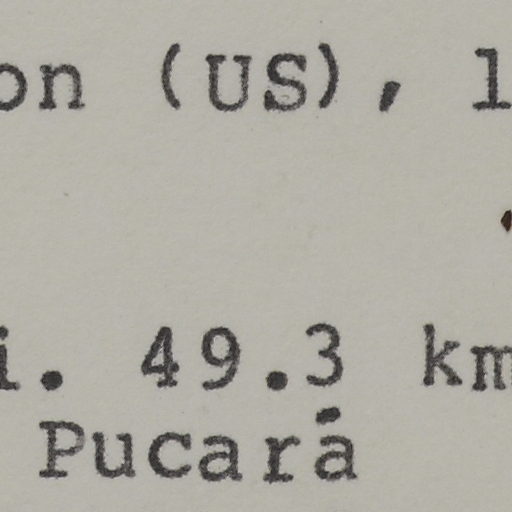 on (US), 1
i. 49.3 km
Pucará